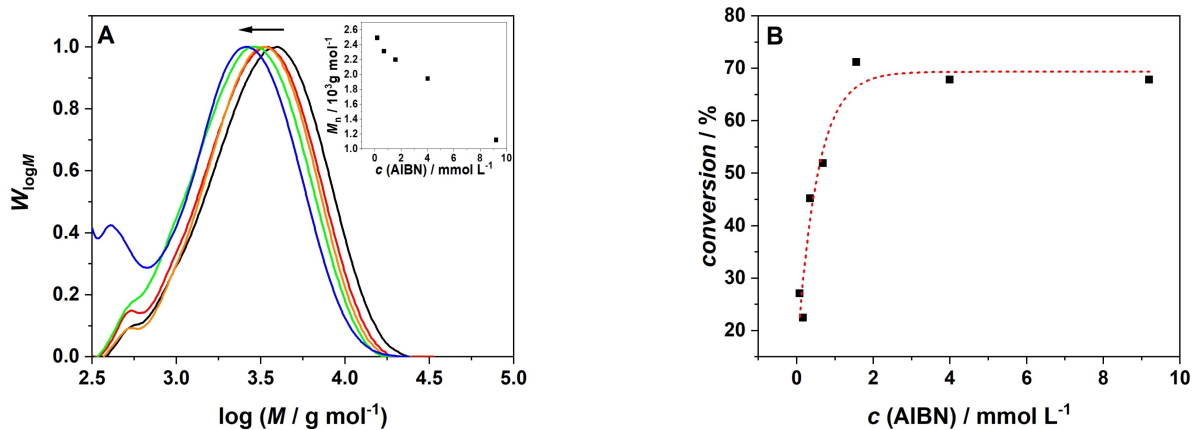 A
W logM
1.0
0.8
0.6
0.4
0.2
0.0
2.5 3.0 3.5 4.0 4.5 5.0
log (M / g mol-1)
Mn / 10³g mol-1
2.6
2.4
2.2
2.0
1.8
1.6
1.4
1.2
1.0
0 2 4 6 8 10
c (AIBN) / mmol L-1
B
conversion / %
80
70
60
50
40
30
20
0 2 4 6 8 10
c (AIBN) / mmol L-1